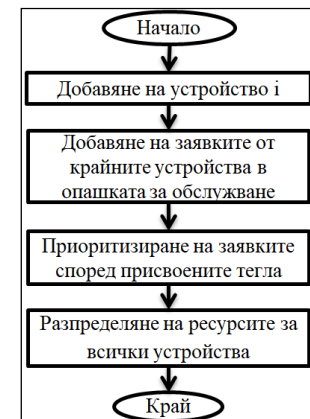 Начало
Добавяне на устройство i
Добавяне на заявките от
крайните устройства в
опашката за обслужване
Приоритизиране на заявките
според присвоените тегла
Разпределяне на ресурсите за
всички устройства
Край